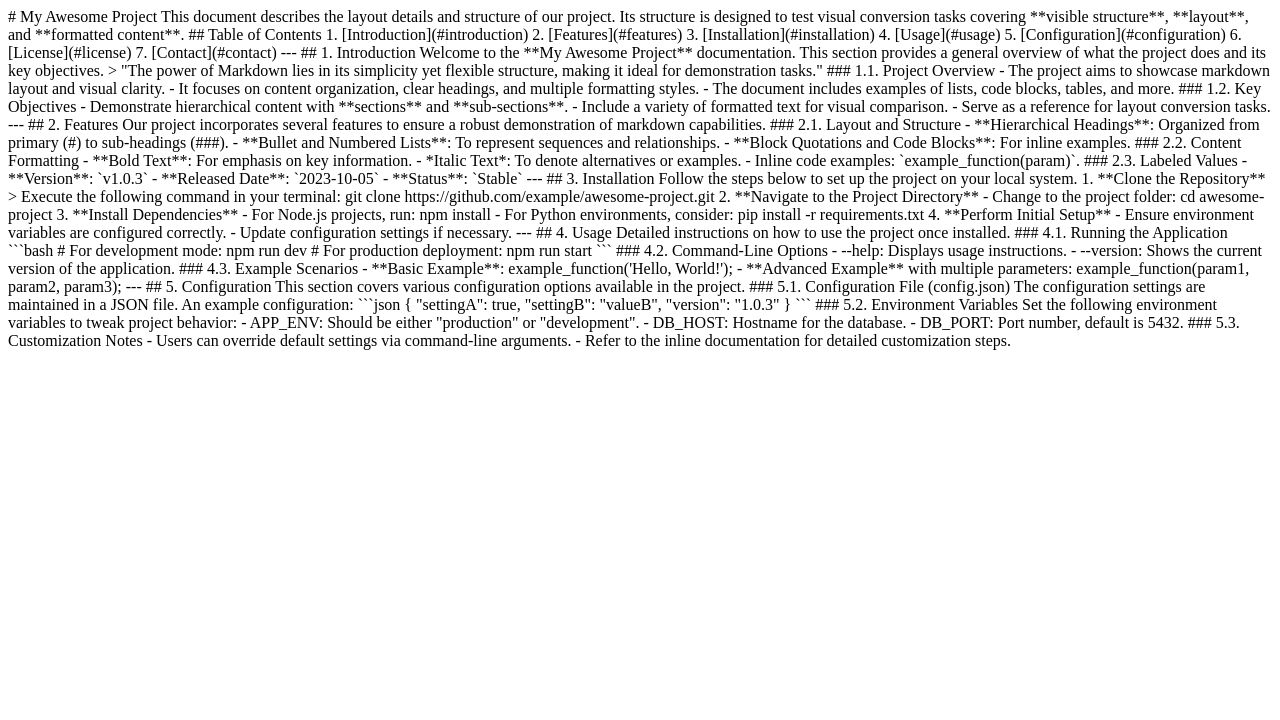 # My Awesome Project This document describes the layout details and structure of our project. Its structure is designed to test visual conversion tasks covering **visible structure**, **layout**,
and **formatted content**. ## Table of Contents 1. [Introduction](#introduction) 2. [Features](#features) 3. [Installation](#installation) 4. [Usage](#usage) 5. [Configuration](#configuration) 6.
[License](#license) 7. [Contact](#contact) --- ## 1. Introduction Welcome to the **My Awesome Project** documentation. This section provides a general overview of what the project does and its
key objectives. > "The power of Markdown lies in its simplicity yet flexible structure, making it ideal for demonstration tasks." ### 1.1. Project Overview - The project aims to showcase markdown
layout and visual clarity. - It focuses on content organization, clear headings, and multiple formatting styles. - The document includes examples of lists, code blocks, tables, and more. ### 1.2. Key
Objectives - Demonstrate hierarchical content with **sections** and **sub-sections**. - Include a variety of formatted text for visual comparison. - Serve as a reference for layout conversion tasks.
--- ## 2. Features Our project incorporates several features to ensure a robust demonstration of markdown capabilities. ### 2.1. Layout and Structure - **Hierarchical Headings**: Organized from
primary (#) to sub-headings (###). - **Bullet and Numbered Lists**: To represent sequences and relationships. - **Block Quotations and Code Blocks**: For inline examples. ### 2.2. Content
Formatting - **Bold Text**: For emphasis on key information. - *Italic Text*: To denote alternatives or examples. - Inline code examples: `example_function(param)`. ### 2.3. Labeled Values -
**Version**: `v1.0.3` - **Released Date**: `2023-10-05` - **Status**: `Stable` --- ## 3. Installation Follow the steps below to set up the project on your local system. 1. **Clone the Repository**
> Execute the following command in your terminal: git clone https://github.com/example/awesome-project.git 2. **Navigate to the Project Directory** - Change to the project folder: cd awesome-
project 3. **Install Dependencies** - For Node.js projects, run: npm install - For Python environments, consider: pip install -r requirements.txt 4. **Perform Initial Setup** - Ensure environment
variables are configured correctly. - Update configuration settings if necessary. --- ## 4. Usage Detailed instructions on how to use the project once installed. ### 4.1. Running the Application
```bash # For development mode: npm run dev # For production deployment: npm run start ``` ### 4.2. Command-Line Options - --help: Displays usage instructions. - --version: Shows the current
version of the application. ### 4.3. Example Scenarios - **Basic Example**: example_function('Hello, World!'); - **Advanced Example** with multiple parameters: example_function(param1,
param2, param3); --- ## 5. Configuration This section covers various configuration options available in the project. ### 5.1. Configuration File (config.json) The configuration settings are
maintained in a JSON file. An example configuration: ```json { "settingA": true, "settingB": "valueB", "version": "1.0.3" } ``` ### 5.2. Environment Variables Set the following environment
variables to tweak project behavior: - APP_ENV: Should be either "production" or "development". - DB_HOST: Hostname for the database. - DB_PORT: Port number, default is 5432. ### 5.3.
Customization Notes - Users can override default settings via command-line arguments. - Refer to the inline documentation for detailed customization steps.